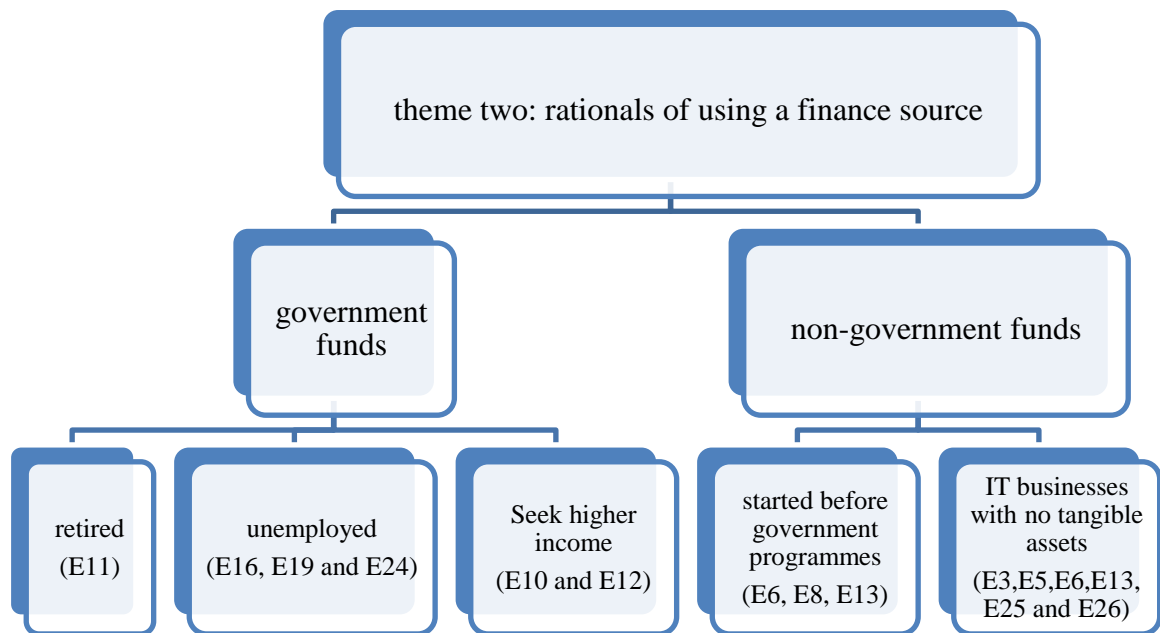 theme two: rationals of using a finance source
government
funds
non-government funds
retired
(E11)
unemployed
(E16, E19 and E24)
Seek higher
income
(E10 and E12)
started before
government
programmes
(E6, E8, E13)
IT businesses
with no tangible
assets
(E3,E5,E6,E13,
E25 and E26)